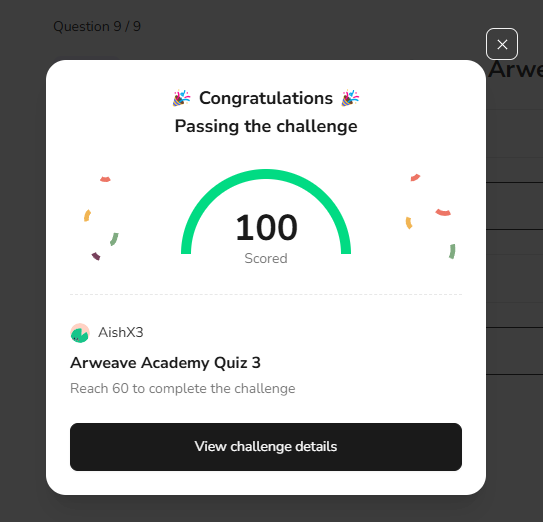 Question 9 / 9
Arwe
Congratulations
Passing the challenge
100
Scored
AishX3
Arweave Academy Quiz 3
Reach 60 to complete the challenge
View challenge details